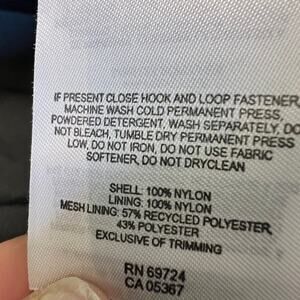 IF PRESENT CLOSE HOOK AND LOOP FASTENER,
MACHINE WASH COLD PERMANENT PRESS,
POWDERED DETERGENT, WASH SEPARATELY, DO
NOT BLEACH, TUMBLE DRY PERMANENT PRESS
LOW, DO NOT IRON, DO NOT USE FABRIC
SOFTENER, DO NOT DRYCLEAN
SHELL: 100% NYLON
LINING: 100% NYLON
MESH LINING: 57% RECYCLED POLYESTER,
43% POLYESTER
EXCLUSIVE OF TRIMMING
RN 69724
CA 05367